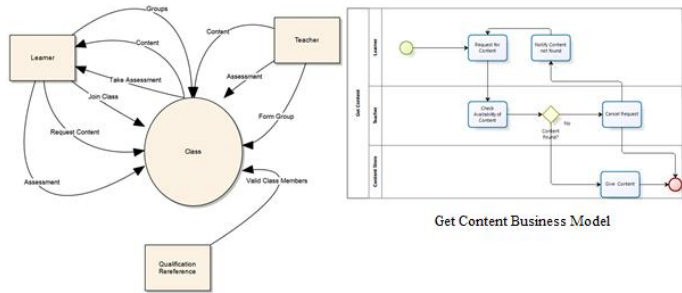 Groups
Content
Learner
Teacher
Content
Take Assessment
Assessment
Join Class
Form Group
Request Content
Class
Assessment
Valid Class Members
Qualification
Rereference
Get Content
Learner
Teacher
Content Store
Request for
Content
Notify Content
not found
Check
Availability of
Content
Content
found?
No
Cancel Request
Give Content
Get Content Business Model